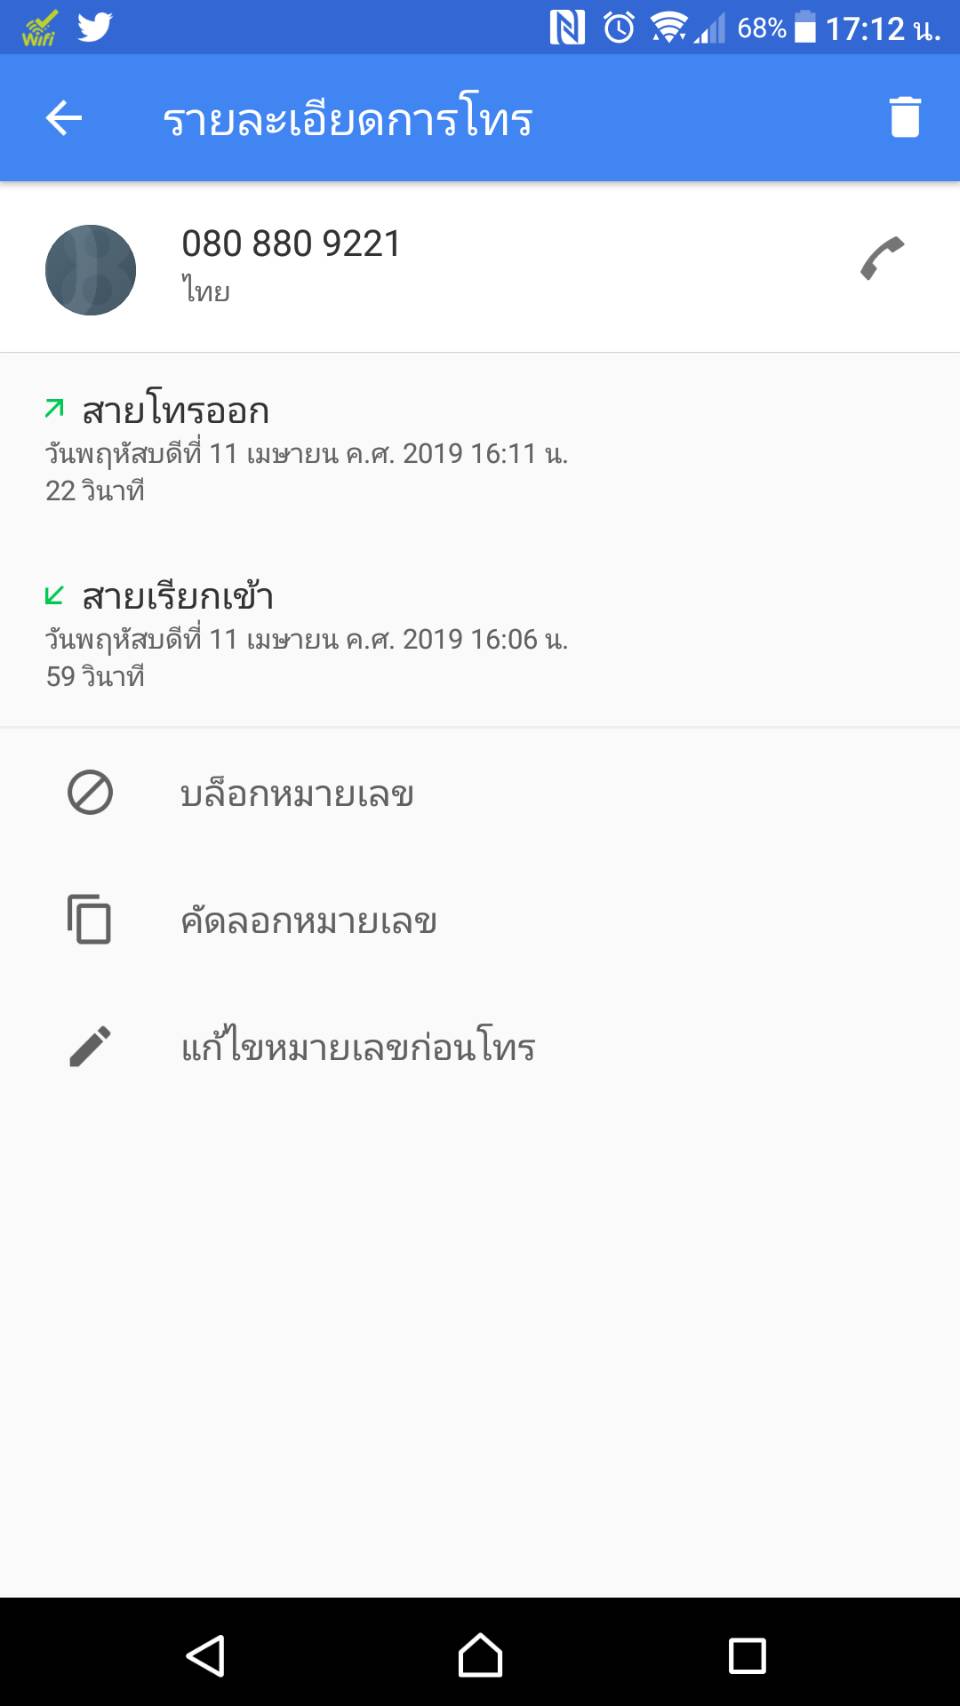 Wifi
68% 17:12 น.
รายละเอียดการโทร
080 880 9221
ไทย
สายโทรออก
วันพฤหัสบดีที่ 11 เมษายน ค.ศ. 2019 16:11 น.
22 วินาที
สายเรียกเข้า
วันพฤหัสบดีที่ 11 เมษายน ค.ศ. 2019 16:06 น.
59 วินาที
บล็อกหมายเลข
คัดลอกหมายเลข
แก้ไขหมายเลขก่อนโทร